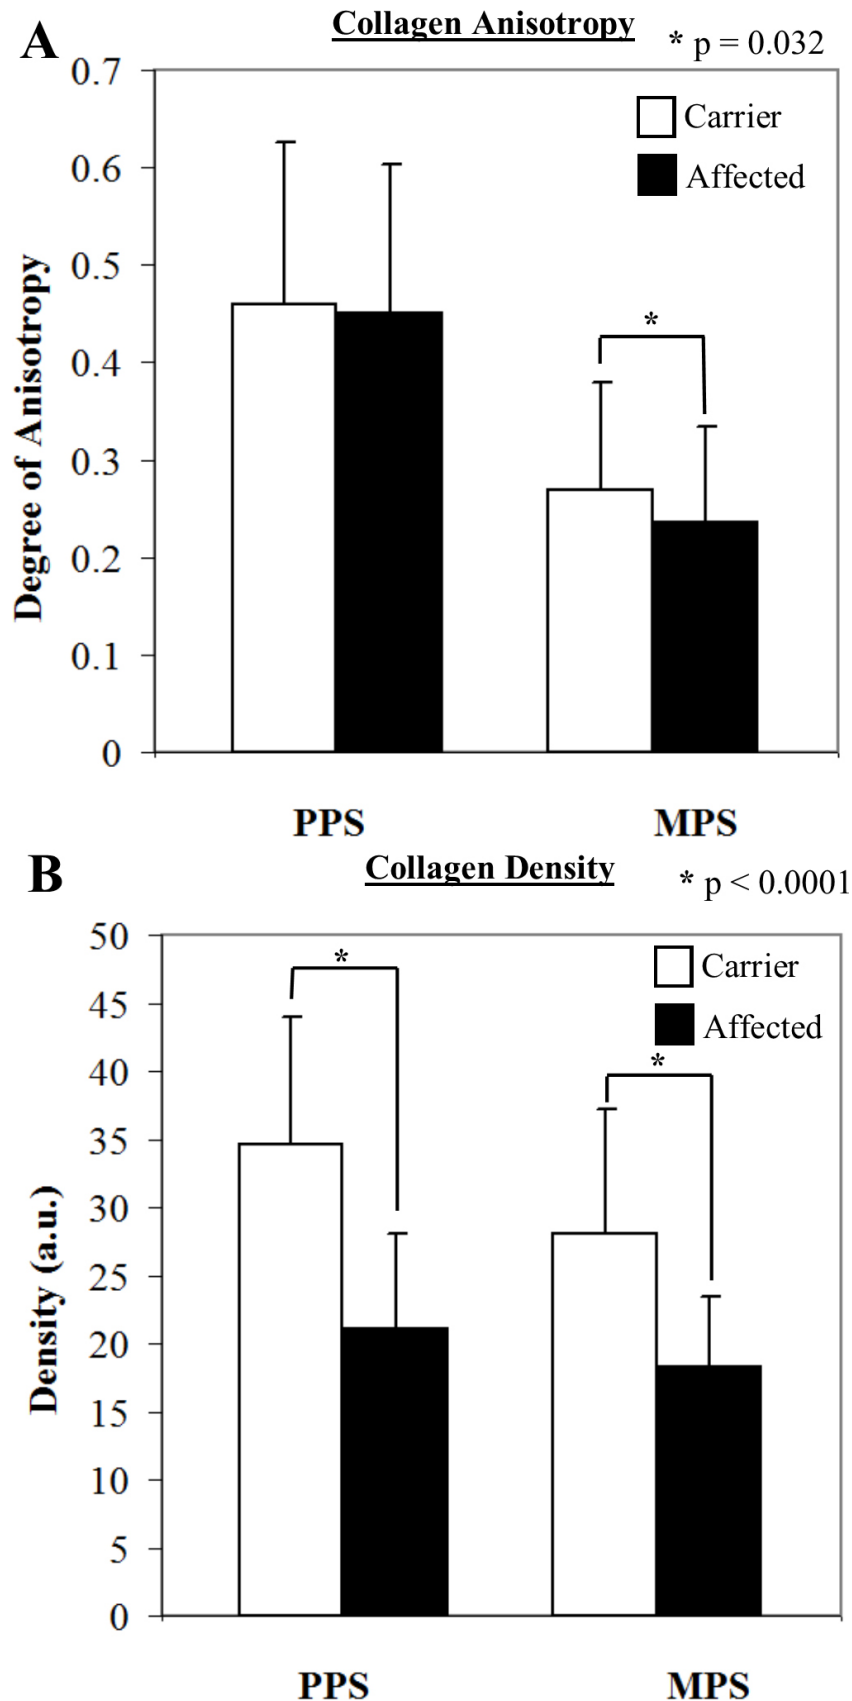 A
Collagen Anisotropy
* p = 0.032
0.7
0.6
0.5
0.4
0.3
0.2
0.1
0
Degree of Anisotropy
Carrier
Affected
*
PPS
MPS
B
Collagen Density
* p < 0.0001
50
45
40
35
30
25
20
15
10
5
0
Density (a.u.)
Carrier
Affected
*
*
PPS
MPS